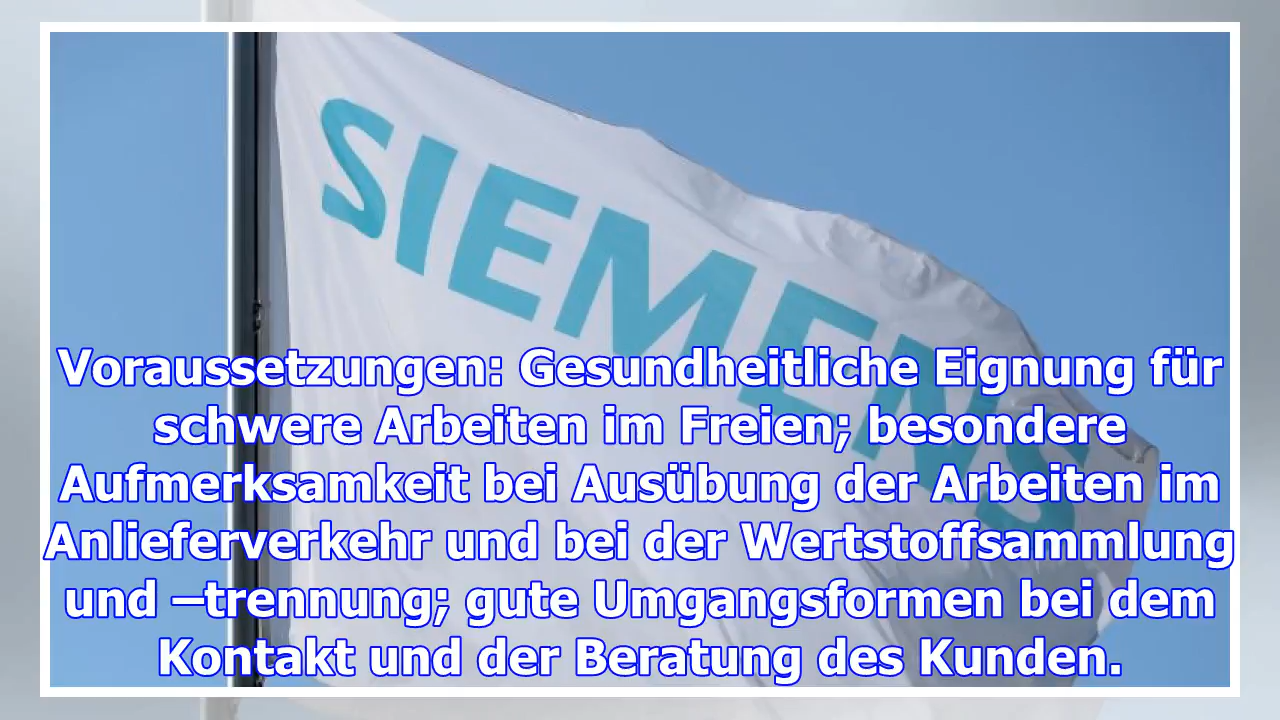 SIEMENS
Voraussetzungen: Gesundheitliche Eignung für
schwere Arbeiten im Freien; besondere
Aufmerksamkeit bei Ausübung der Arbeiten im
Anlieferverkehr und bei der Wertstoffsammlung
und –trennung; gute Umgangsformen bei dem
Kontakt und der Beratung des Kunden.